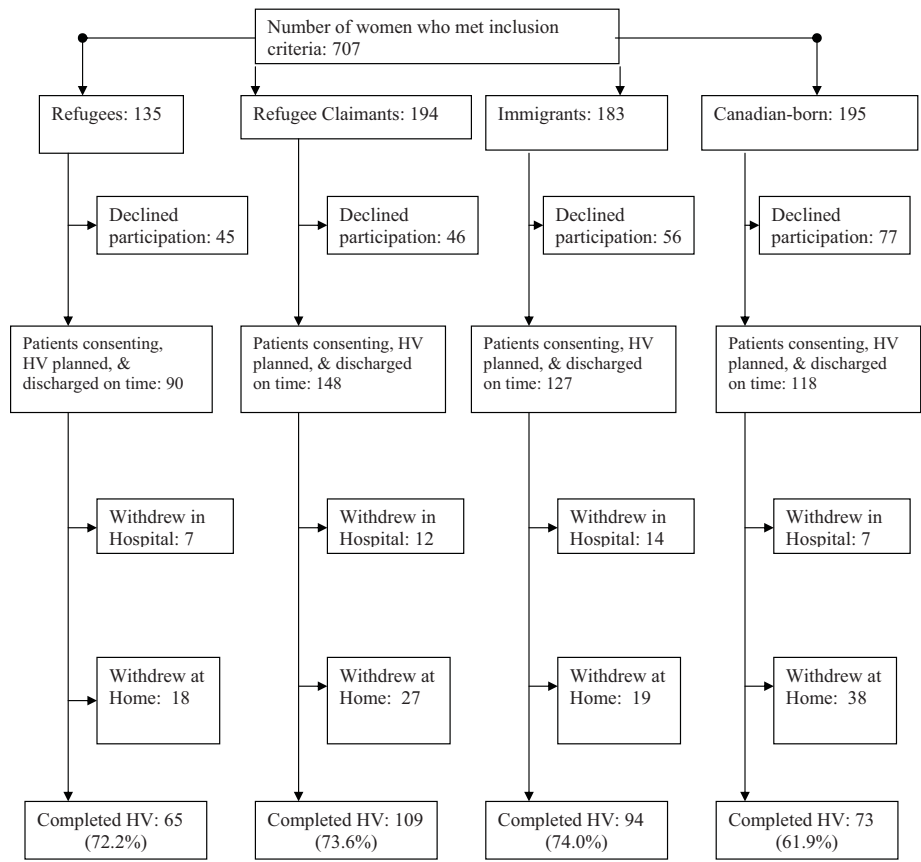 Number of women who met inclusion
criteria: 707
Refugees: 135
Refugee Claimants: 194
Immigrants: 183
Canadian-born: 195
Declined
participation: 45
Declined
participation: 46
Declined
participation: 56
Declined
participation: 77
Patients consenting,
HV planned, &
discharged on time: 90
Patients consenting, HV
planned, & discharged
on time: 148
Patients consenting, HV
planned, & discharged
on time: 127
Patients consenting, HV
planned, & discharged
on time: 118
Withdrew in
Hospital: 7
Withdrew in
Hospital: 12
Withdrew in
Hospital: 14
Withdrew in
Hospital: 7
Withdrew at
Home: 18
Withdrew at
Home: 27
Withdrew at
Home: 19
Withdrew at
Home: 38
Completed HV: 65
(72.2%)
Completed HV: 109
(73.6%)
Completed HV: 94
(74.0%)
Completed HV: 73
(61.9%)